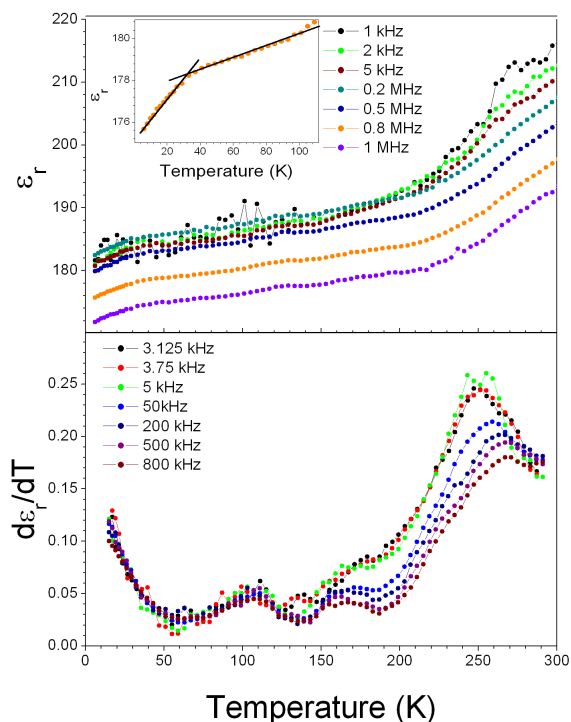 220
210
200
190
180
εr
180
178
176
εr
20 40 60 80 100
Temperature (K)
1 kHz
2 kHz
5 kHz
0.2 MHz
0.5 MHz
0.8 MHz
1 MHz
0.25
0.20
0.15
0.10
0.05
0.00
dεr/dT
3.125 kHz
3.75 kHz
5 kHz
50kHz
200 kHz
500 kHz
800 kHz
0 50 100 150 200 250 300
Temperature (K)